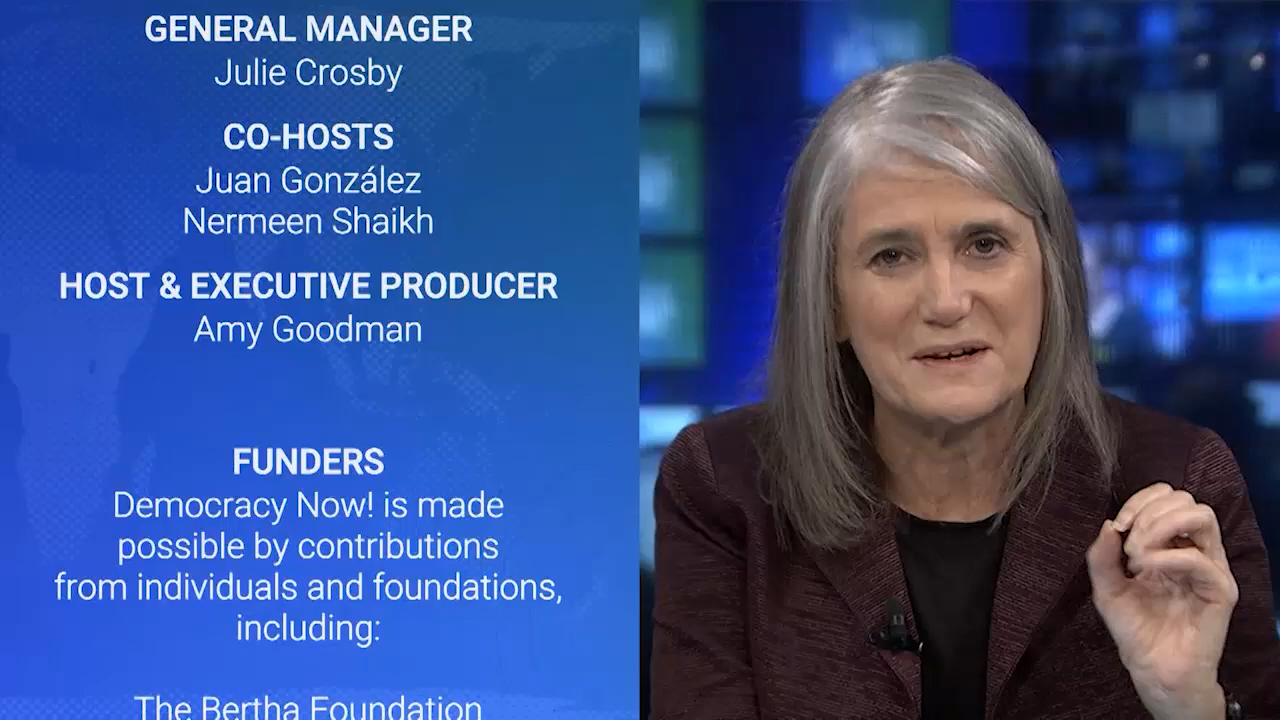 GENERAL MANAGER
Julie Crosby
CO-HOSTS
Juan González
Nermeen Shaikh
HOST & EXECUTIVE PRODUCER
Amy Goodman
FUNDERS
Democracy Now! is made
possible by contributions
from individuals and foundations,
including:
The Bertha Foundation